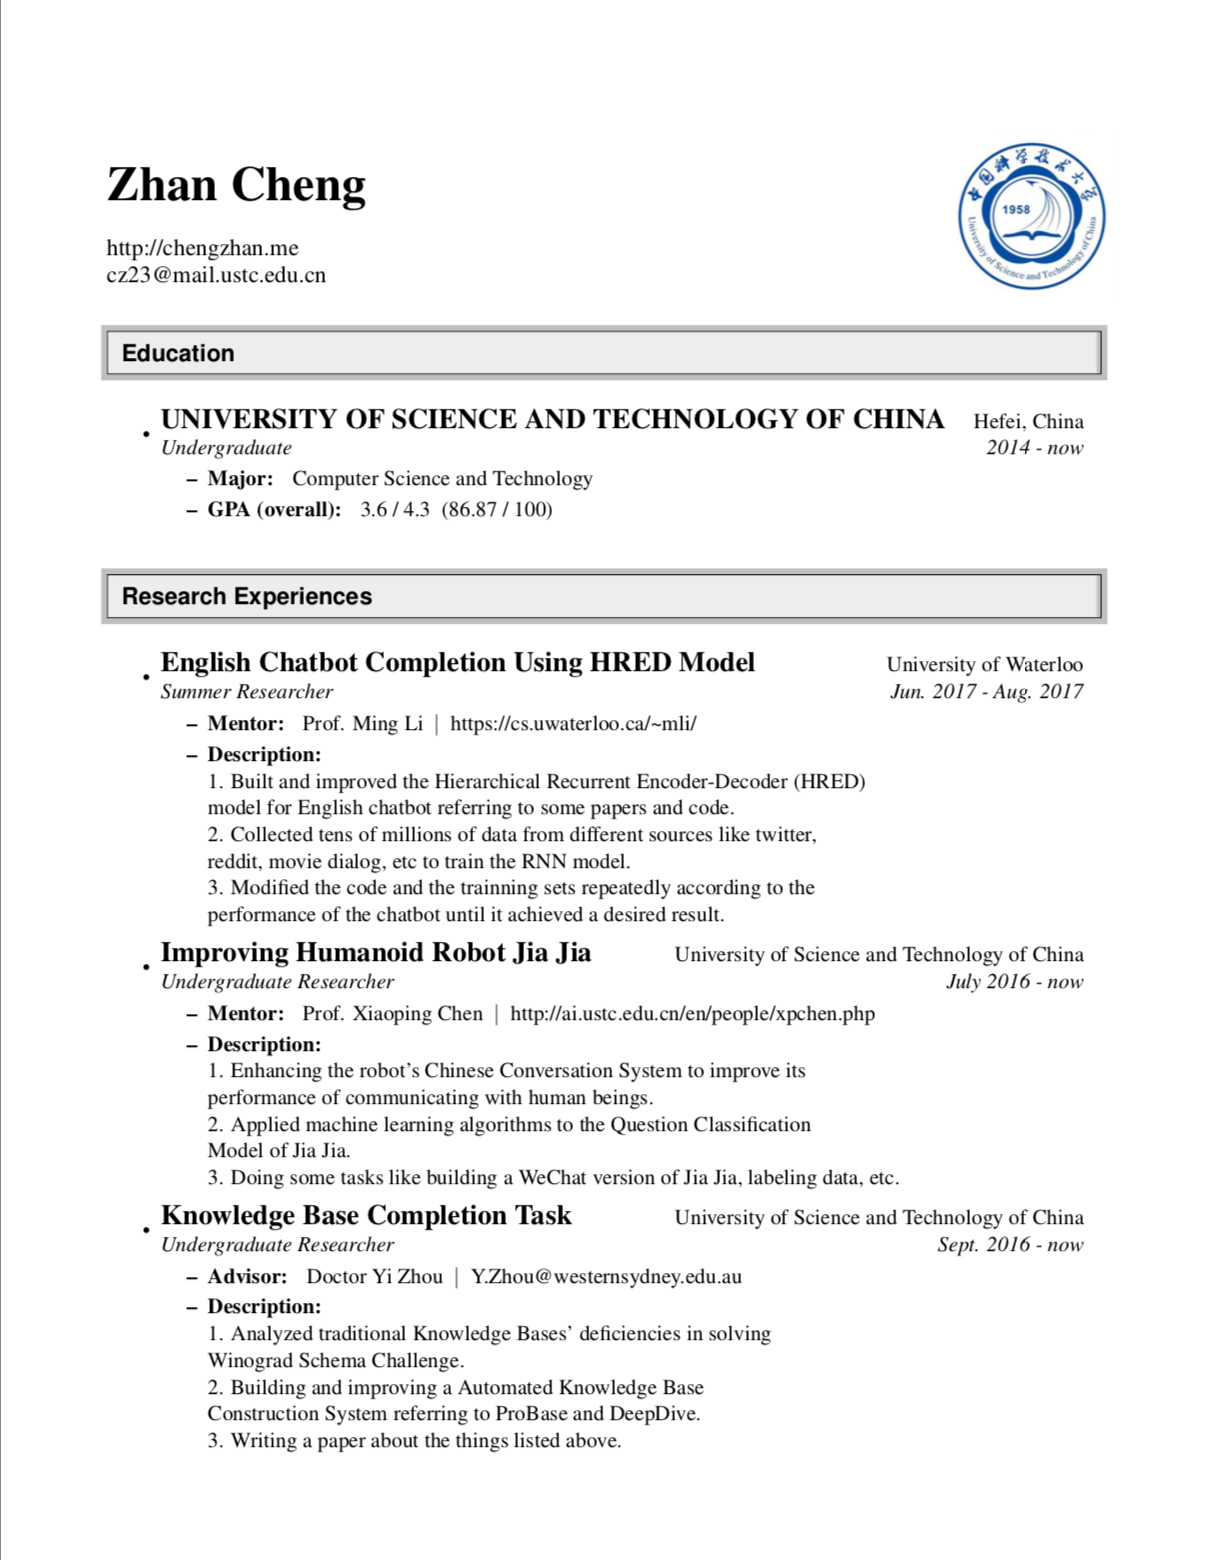 Zhan Cheng
http://chengzhan.me
cz23@mail.ustc.edu.cn
中国科学技术大学
1958
University of Science and Technology of China
Education
• UNIVERSITY OF SCIENCE AND TECHNOLOGY OF CHINA Hefei, China
Undergraduate 2014 - now
– Major: Computer Science and Technology
– GPA (overall): 3.6 / 4.3 (86.87 / 100)
Research Experiences
• English Chatbot Completion Using HRED Model University of Waterloo
Summer Researcher Jun. 2017 - Aug. 2017
– Mentor: Prof. Ming Li | https://cs.uwaterloo.ca/~mli/
– Description:
1. Built and improved the Hierarchical Recurrent Encoder-Decoder (HRED)
model for English chatbot referring to some papers and code.
2. Collected tens of millions of data from different sources like twitter,
reddit, movie dialog, etc to train the RNN model.
3. Modified the code and the trainning sets repeatedly according to the
performance of the chatbot until it achieved a desired result.
• Improving Humanoid Robot Jia Jia University of Science and Technology of China
Undergraduate Researcher July 2016 - now
– Mentor: Prof. Xiaoping Chen | http://ai.ustc.edu.cn/en/people/xpchen.php
– Description:
1. Enhancing the robot's Chinese Conversation System to improve its
performance of communicating with human beings.
2. Applied machine learning algorithms to the Question Classification
Model of Jia Jia.
3. Doing some tasks like building a WeChat version of Jia Jia, labeling data, etc.
• Knowledge Base Completion Task University of Science and Technology of China
Undergraduate Researcher Sept. 2016 - now
– Advisor: Doctor Yi Zhou | Y.Zhou@westernsydney.edu.au
– Description:
1. Analyzed traditional Knowledge Bases' deficiencies in solving
Winograd Schema Challenge.
2. Building and improving a Automated Knowledge Base
Construction System referring to ProBase and DeepDive.
3. Writing a paper about the things listed above.